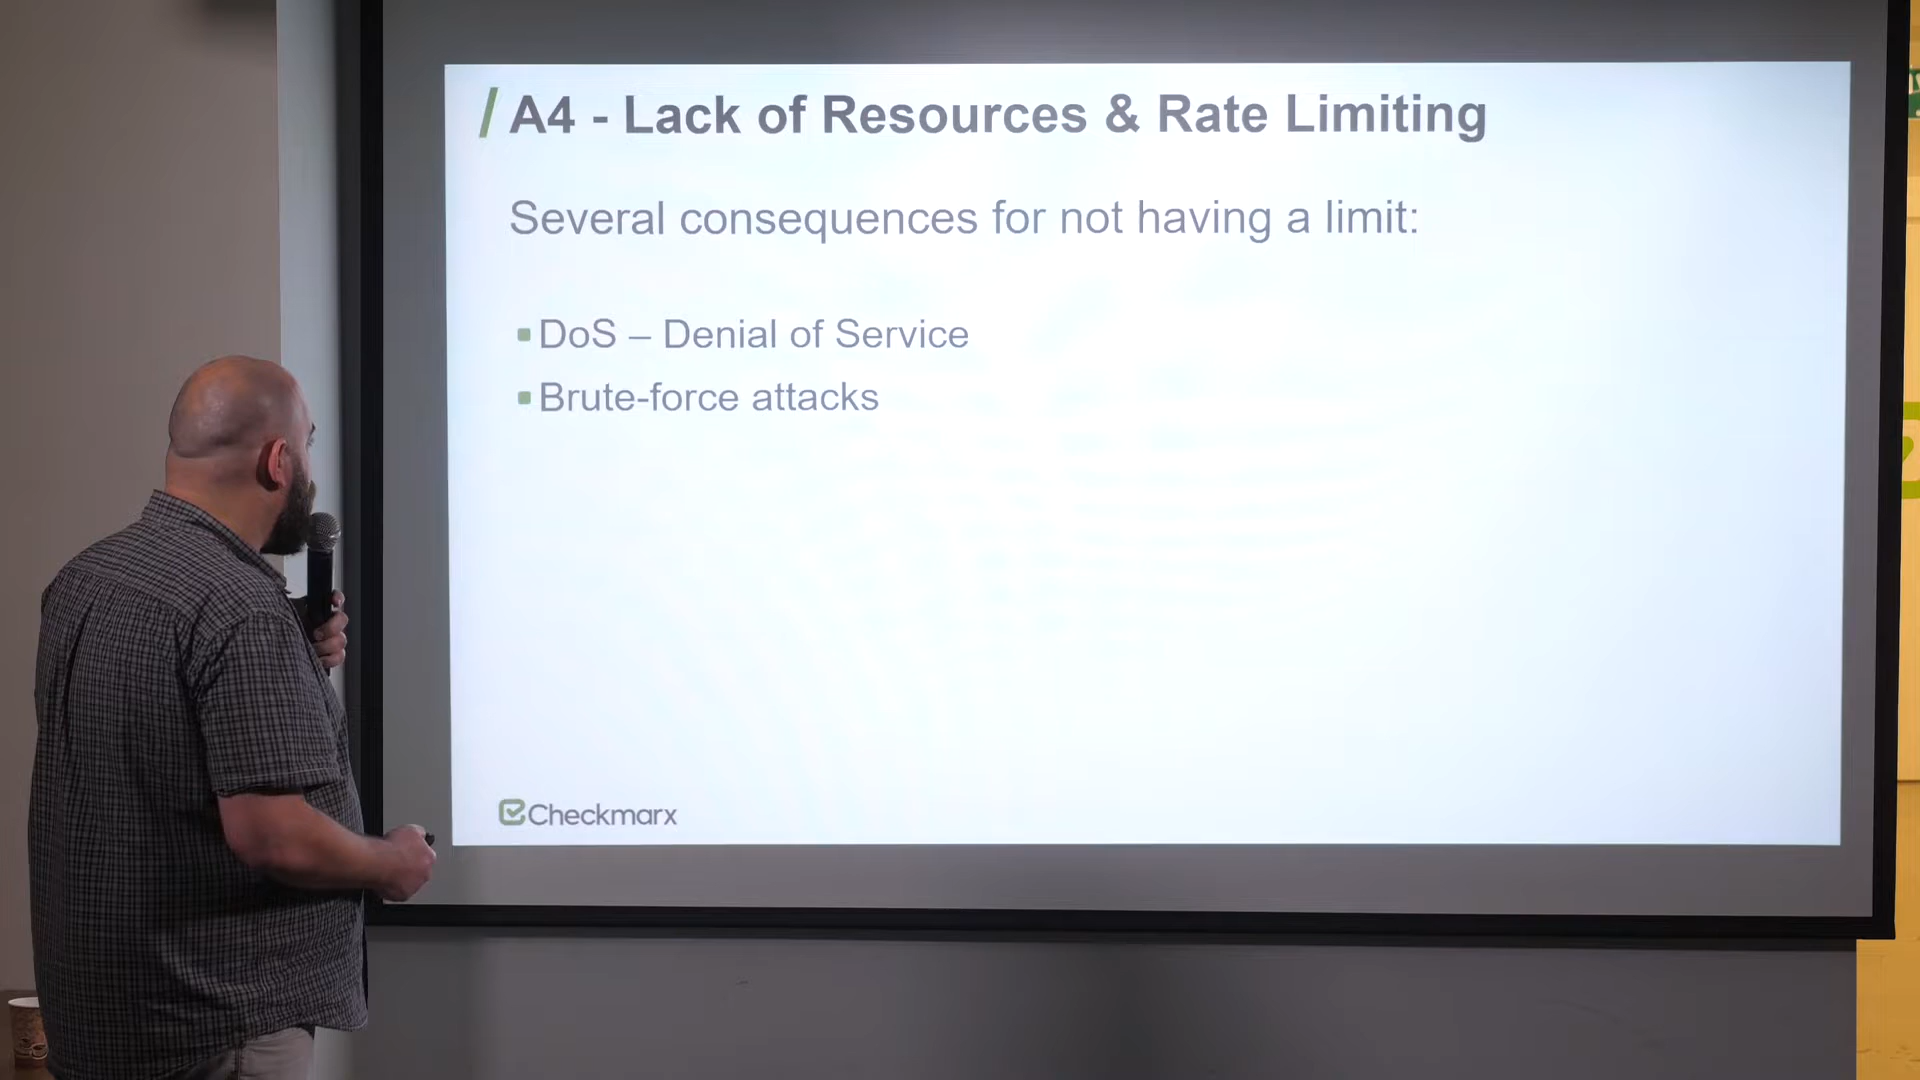 / A4 - Lack of Resources & Rate Limiting
Several consequences for not having a limit:
▪ DoS – Denial of Service
▪ Brute-force attacks
Checkmarx